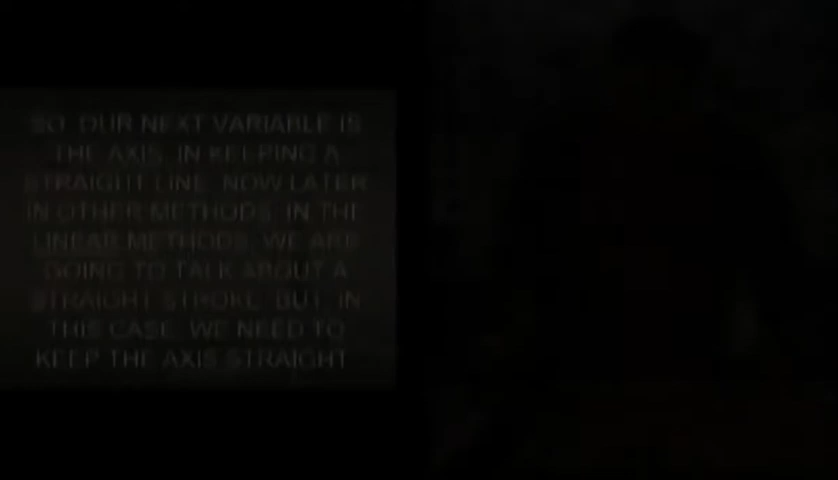 SO, OUR NEXT VARIABLE IS
THE AXIS, IN KEEPING A
STRAIGHT LINE. NOW LATER
IN OTHER METHODS, IN THE
LINEAR METHODS, WE ARE
GOING TO TALK ABOUT A
STRAIGHT STROKE. BUT, IN
THIS CASE, WE NEED TO
KEEP THE AXIS STRAIGHT